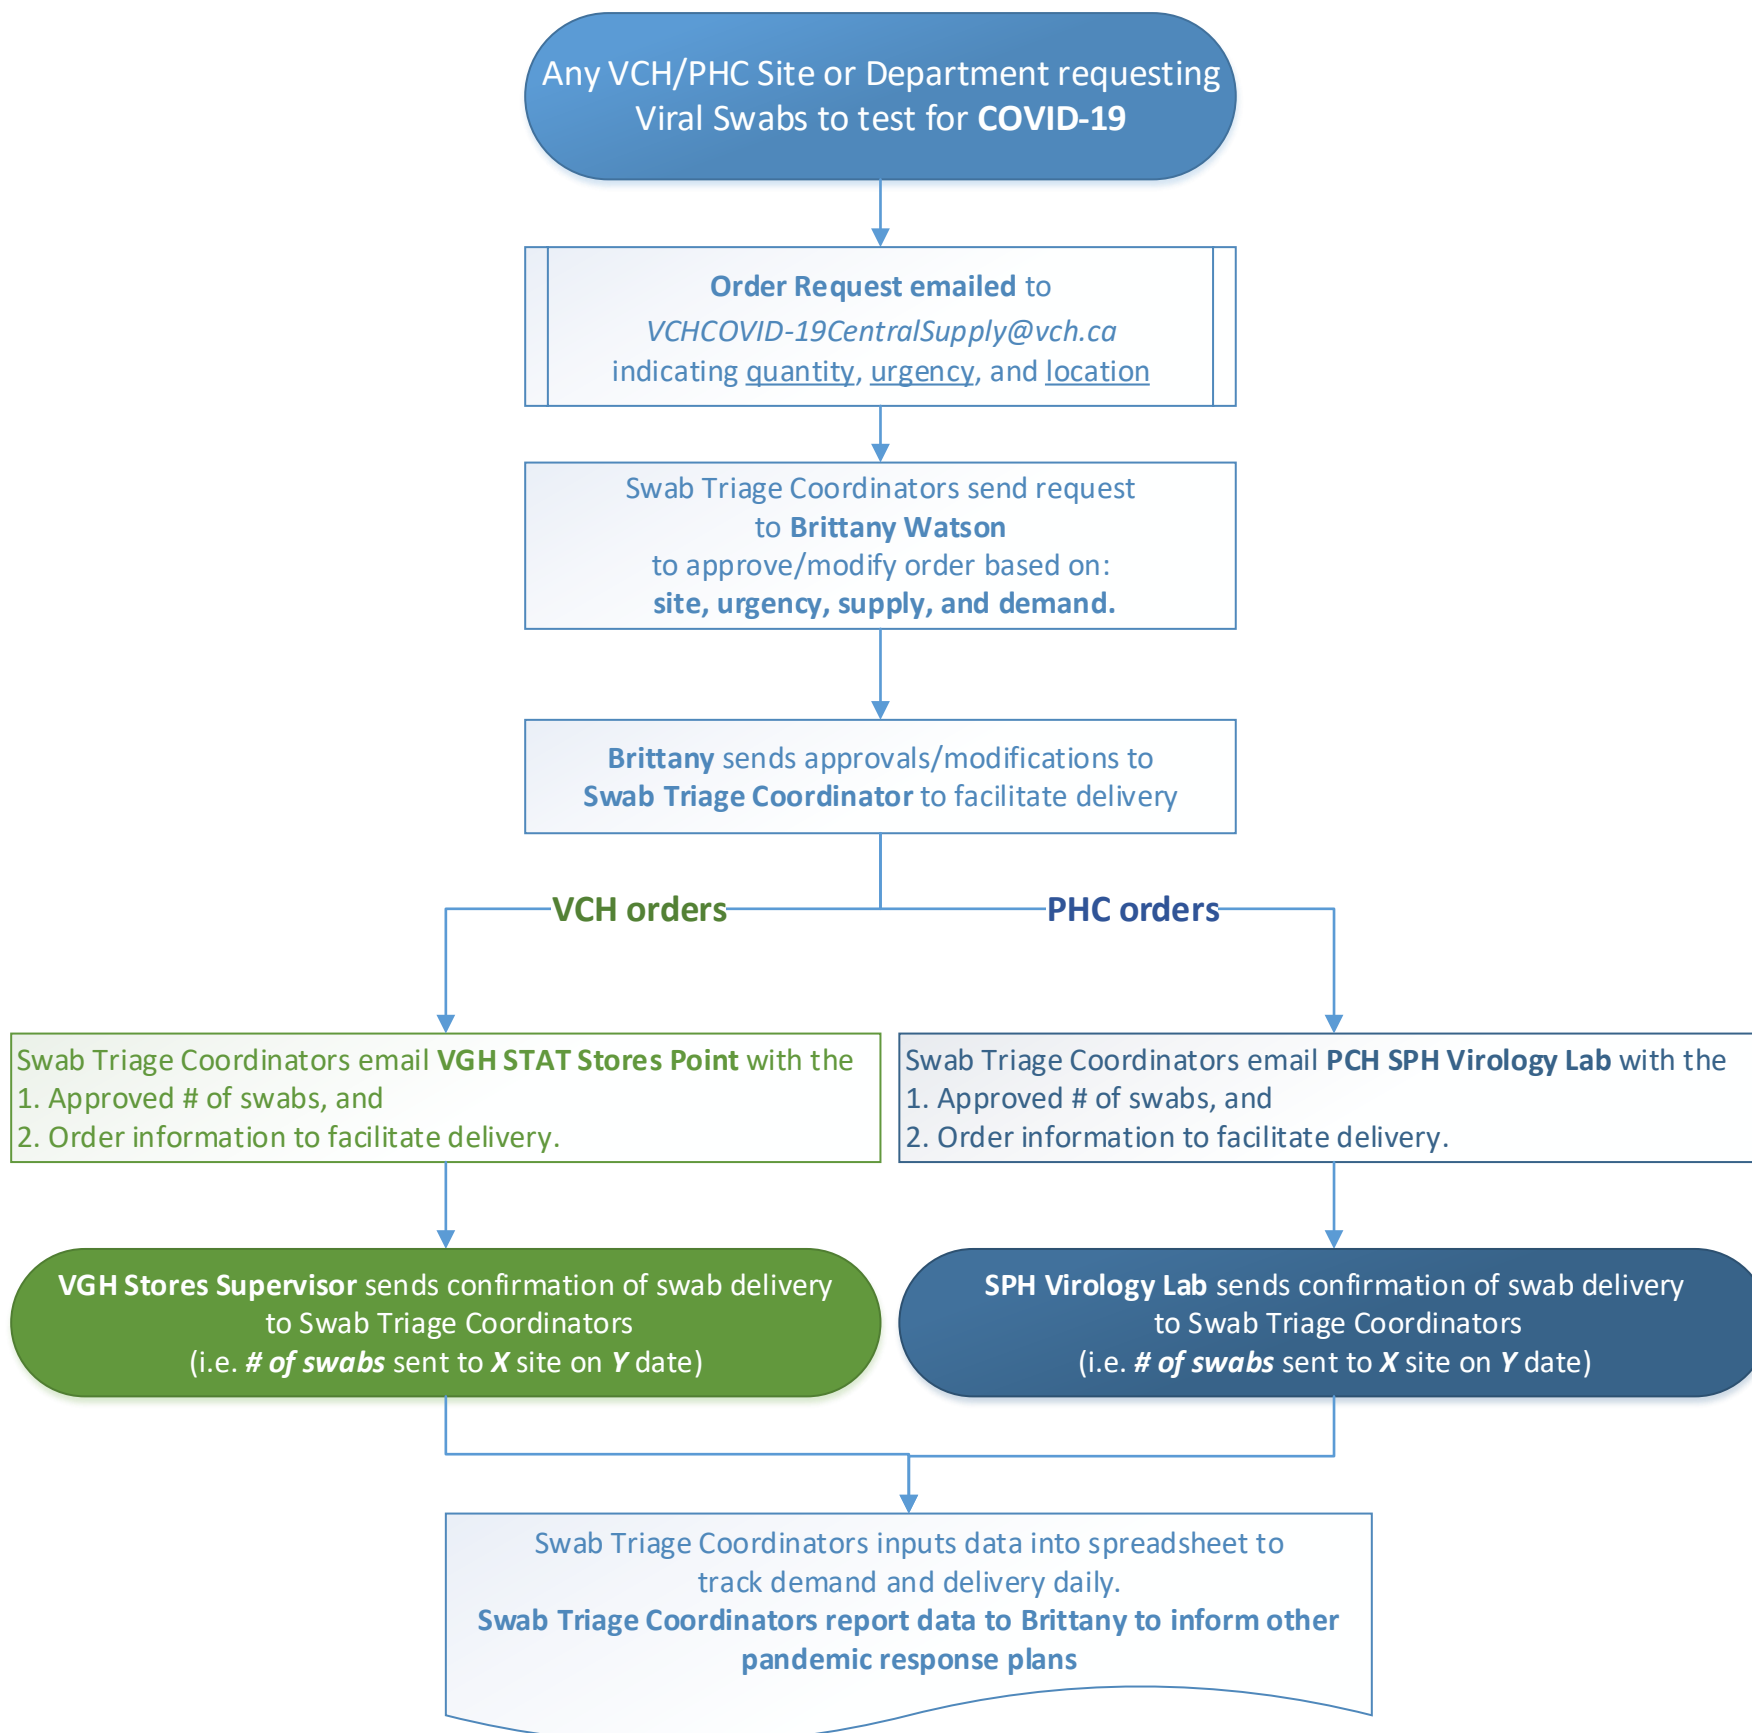 Any VCH/PHC Site or Department requesting
Viral Swabs to test for COVID-19
Order Request emailed to
VCHCOVID-19CentralSupply@vch.ca
indicating quantity, urgency, and location
Swab Triage Coordinators send request
to Brittany Watson
to approve/modify order based on:
site, urgency, supply, and demand.
Brittany sends approvals/modifications to
Swab Triage Coordinator to facilitate delivery
VCH orders
PHC orders
Swab Triage Coordinators email VGH STAT Stores Point with the
1. Approved # of swabs, and
2. Order information to facilitate delivery.
Swab Triage Coordinators email PCH SPH Virology Lab with the
1. Approved # of swabs, and
2. Order information to facilitate delivery.
VGH Stores Supervisor sends confirmation of swab delivery
to Swab Triage Coordinators
(i.e. # of swabs sent to X site on Y date)
SPH Virology Lab sends confirmation of swab delivery
to Swab Triage Coordinators
(i.e. # of swabs sent to X site on Y date)
Swab Triage Coordinators inputs data into spreadsheet to
track demand and delivery daily.
Swab Triage Coordinators report data to Brittany to inform other
pandemic response plans